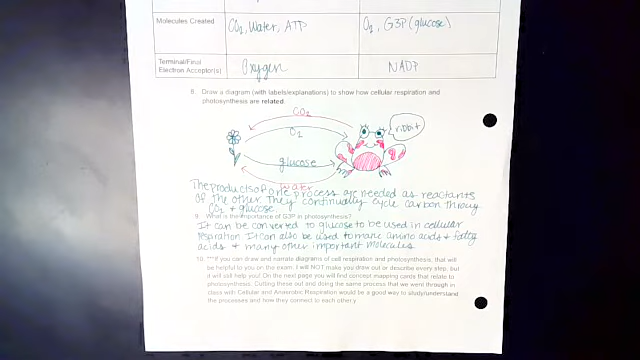 Molecules Created
CO2, Water, ATP
O2, G3P (glucose)
Terminal/Final
Electron Acceptor(s)
Oxygen
NADP
8. Draw a diagram (with labels/explanations) to show how cellular respiration and
photosynthesis are related.
CO2
O2
ribbit
glucose
water
The products of one process are needed as reactants
of the other. They continually cycle carbon throug
CO2 + glucose.
9. What is the importance of G3P in photosynthesis?
It can be converted to glucose to be used in cellular
respiration. It can also be used to make amino acids + fatty
acids + many other important molecules
10. ***If you can draw and narrate diagrams of cell respiration and photosynthesis, that will
be helpful to you on the exam. I will NOT make you draw out or describe every step, but
it will still help you! On the next page you will find concept mapping cards that relate to
photosynthesis. Cutting these out and doing the same process that we went through in
class with Cellular and Anaerobic Respiration would be a good way to study/understand
the processes and how they connect to each other.